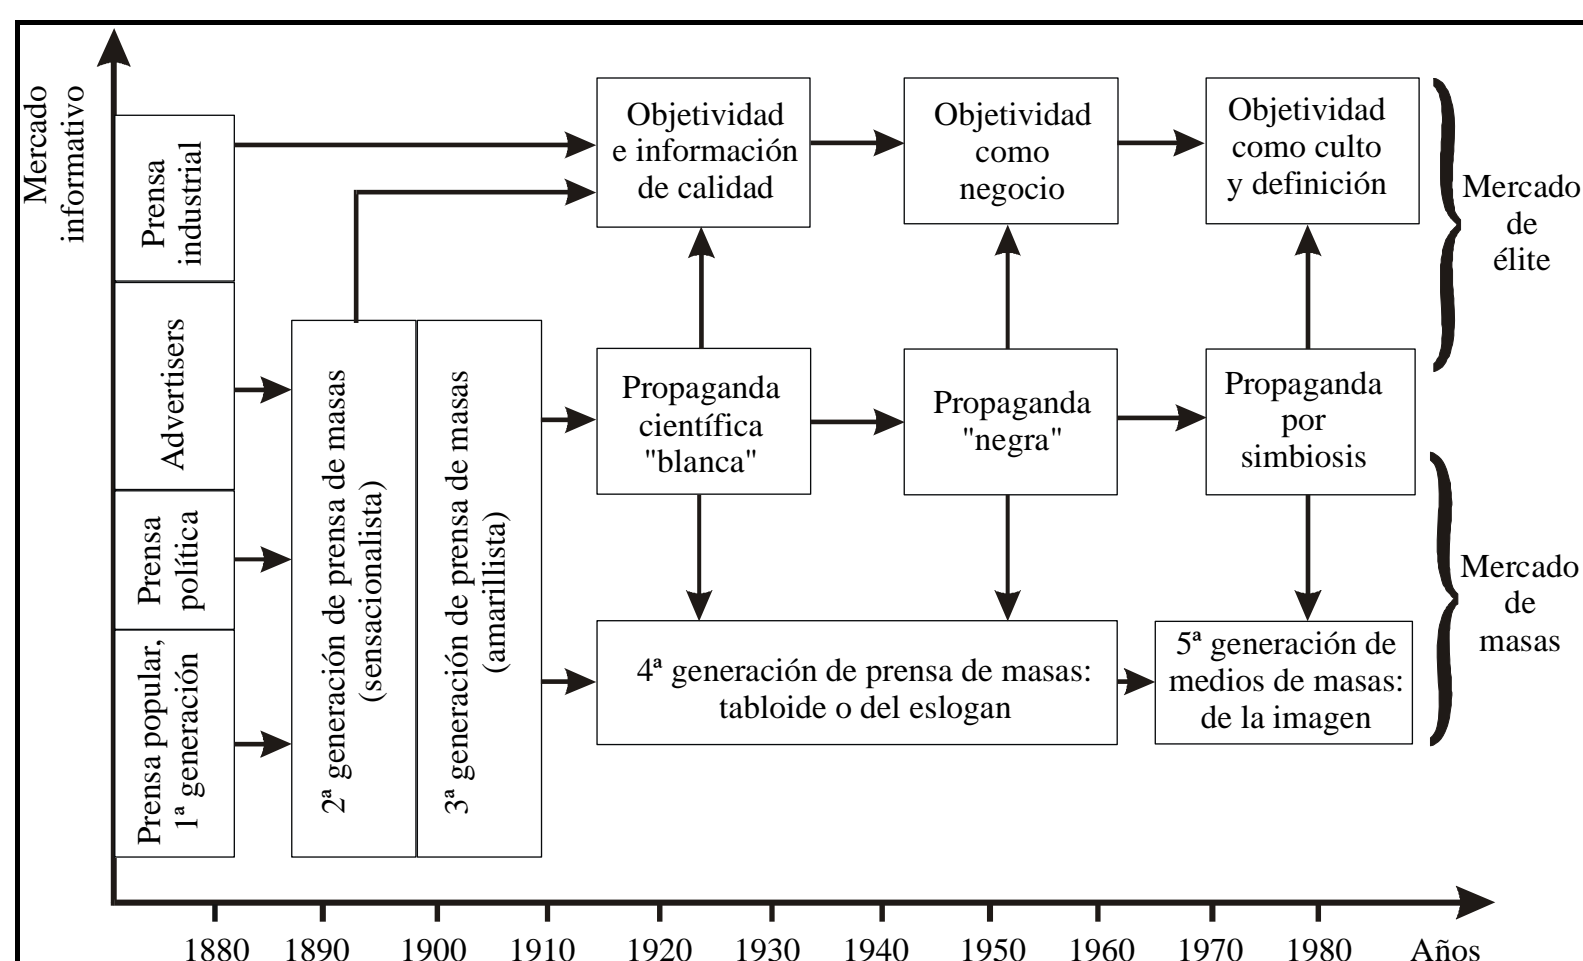 Mercado
informativo
Prensa
industrial
Advertisers
Prensa
política
Prensa popular,
1ª generación
2ª generación de prensa de masas
(sensacionalista)
3ª generación de prensa de masas
(amarillista)
Objetividad
e información
de calidad
Objetividad
como
negocio
Objetividad
como culto
y definición
Mercado
de
élite
Propaganda
científica
"blanca"
Propaganda
"negra"
Propaganda
por
simbiosis
4ª generación de prensa de masas:
tabloide o del eslogan
5ª generación de
medios de masas:
de la imagen
Mercado
de
masas
1880 1890 1900 1910 1920 1930 1940 1950 1960 1970 1980 Años